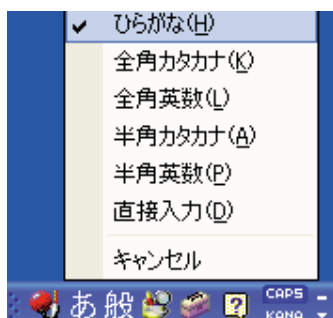 ひらがな(H)
全角カタカナ(K)
全角英数(L)
半角カタカナ(A)
半角英数(P)
直接入力(D)
キャンセル
あ 般 ? CAPS
KANA